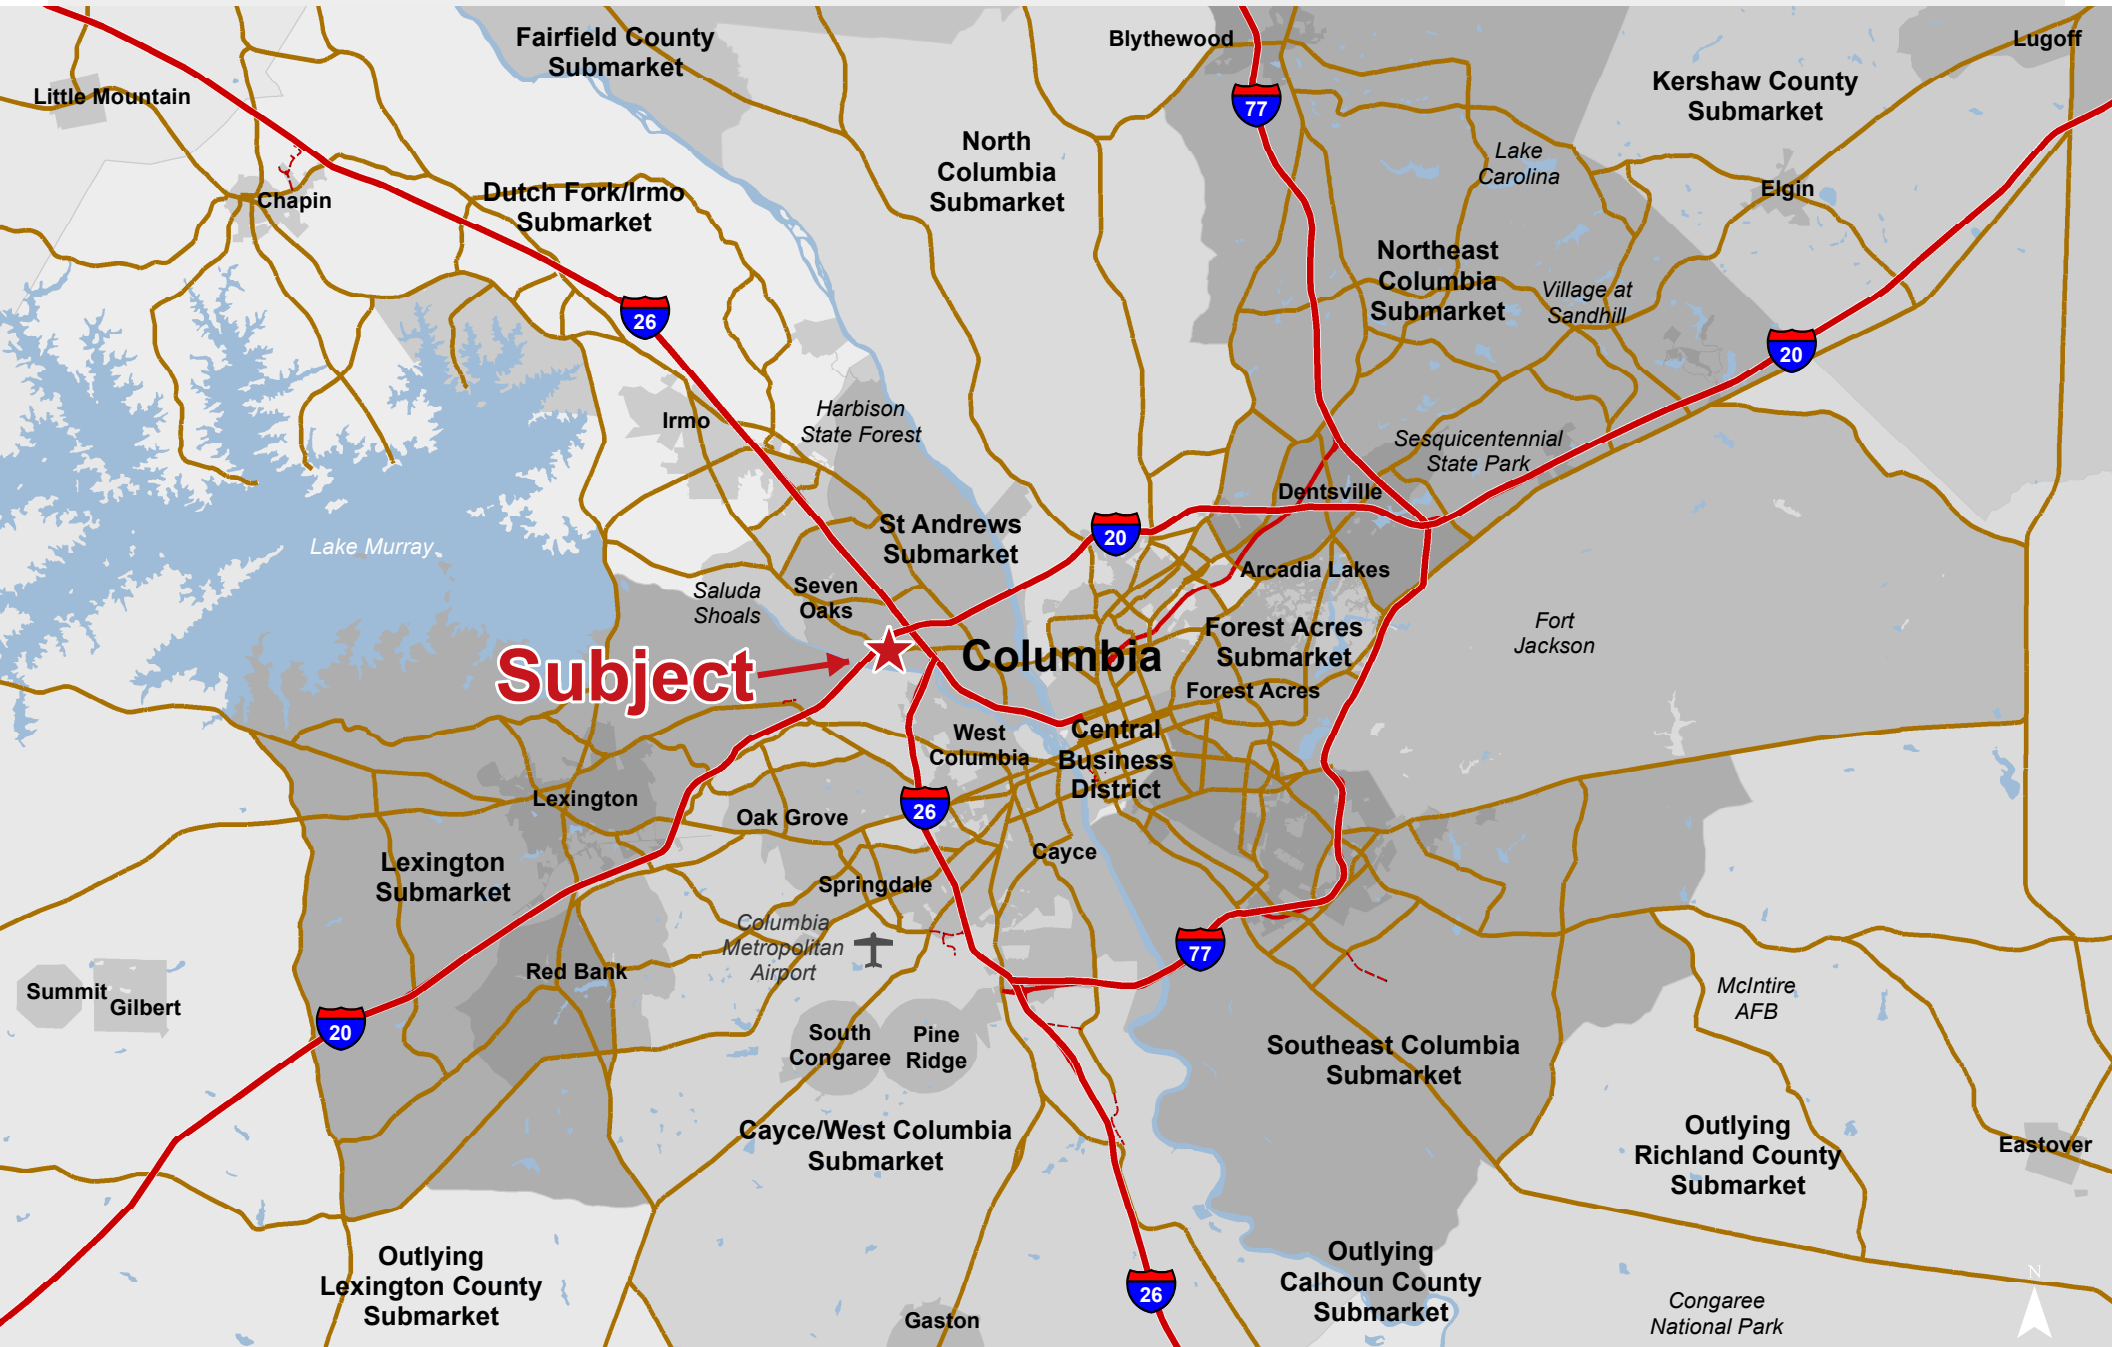 Fairfield County
Submarket
Blythewood
Lugoff
Little Mountain
77
Kershaw County
Submarket
North
Columbia
Submarket
Lake
Carolina
Chapin
Dutch Fork/Irmo
Submarket
Elgin
Northeast
Columbia
Submarket
Village at
Sandhill
26
20
Irmo
Harbison
State Forest
Sesquicentennial
State Park
Dentsville
Lake Murray
St Andrews
Submarket
20
Arcadia Lakes
Saluda
Shoals
Seven
Oaks
Fort
Jackson
Forest Acres
Submarket
Columbia
Subject
Forest Acres
West
Columbia
Central
Business
District
Lexington
26
Oak Grove
Cayce
Lexington
Submarket
Springdale
Columbia
Metropolitan
Airport
77
Red Bank
Summit
Gilbert
McIntire
AFB
20
South
Congaree
Pine
Ridge
Southeast Columbia
Submarket
Cayce/West Columbia
Submarket
Outlying
Richland County
Submarket
Eastover
Outlying
Lexington County
Submarket
Outlying
Calhoun County
Submarket
26
Gaston
Congaree
National Park
N